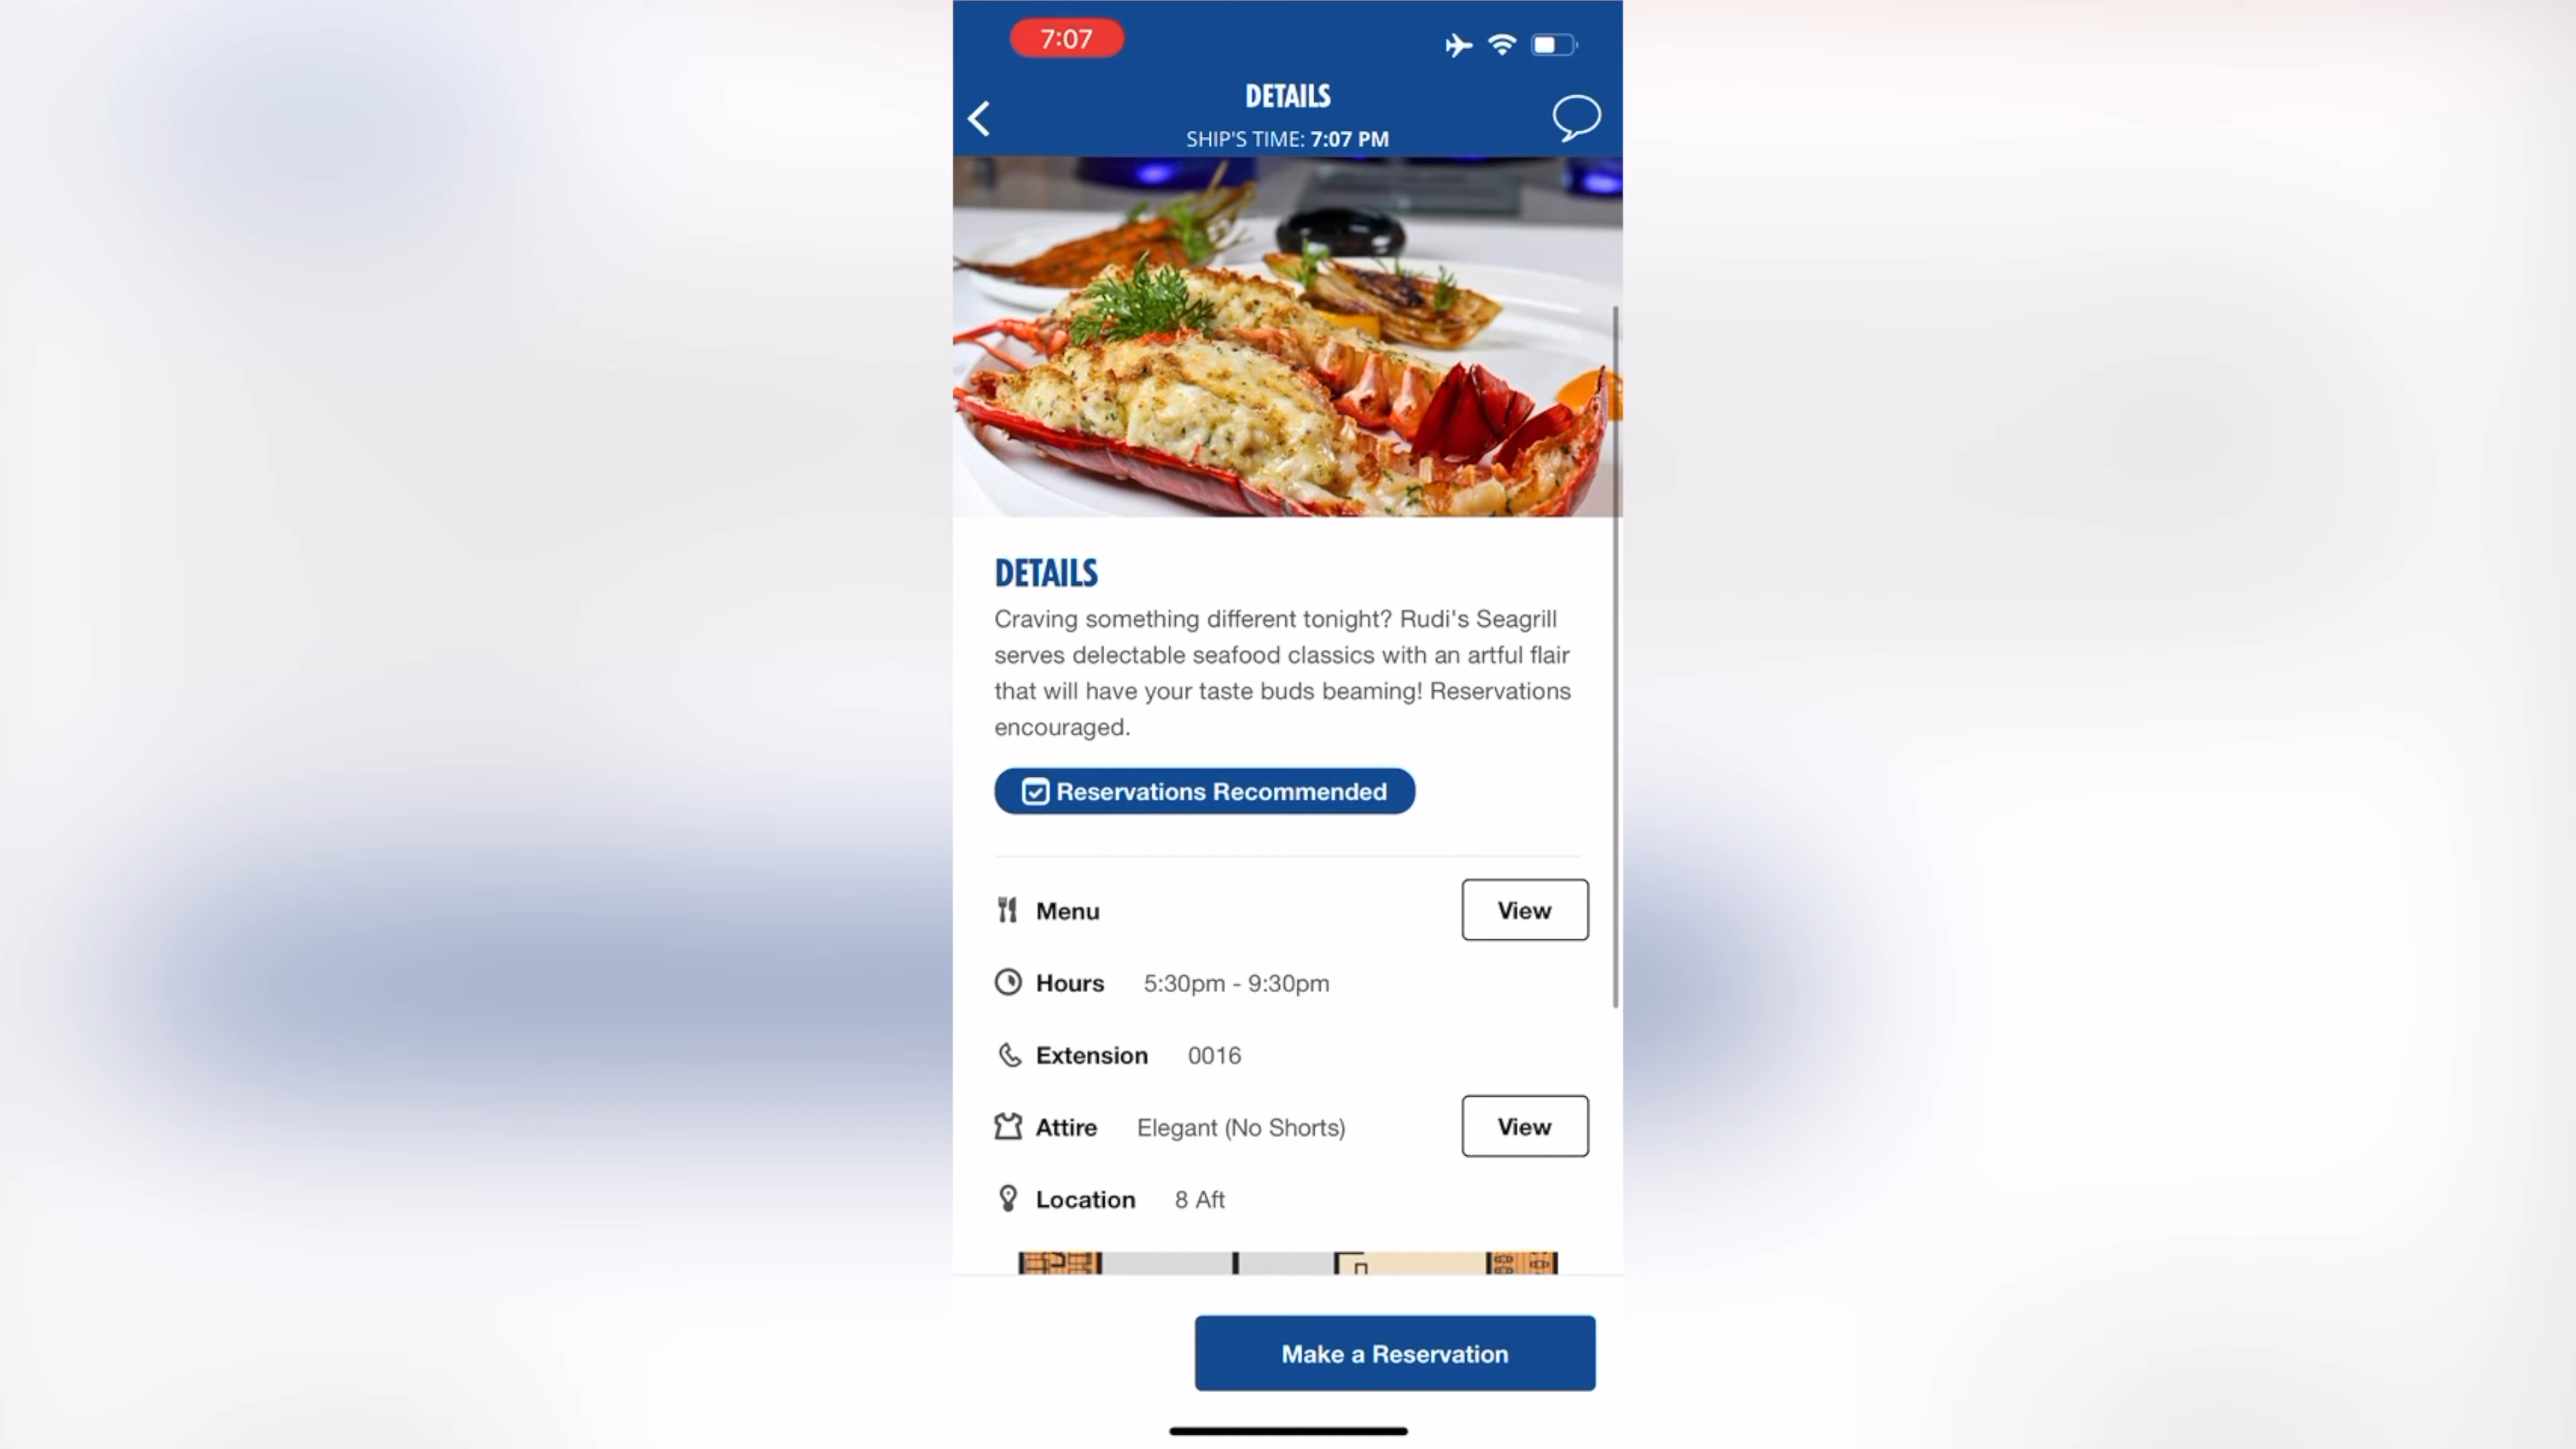 7:07
DETAILS
SHIP'S TIME: 7:07 PM
DETAILS
Craving something different tonight? Rudi's Seagrill
serves delectable seafood classics with an artful flair
that will have your taste buds beaming! Reservations
encouraged.
Reservations Recommended
Menu View
Hours 5:30pm - 9:30pm
Extension 0016
Attire Elegant (No Shorts) View
Location 8 Aft
Make a Reservation